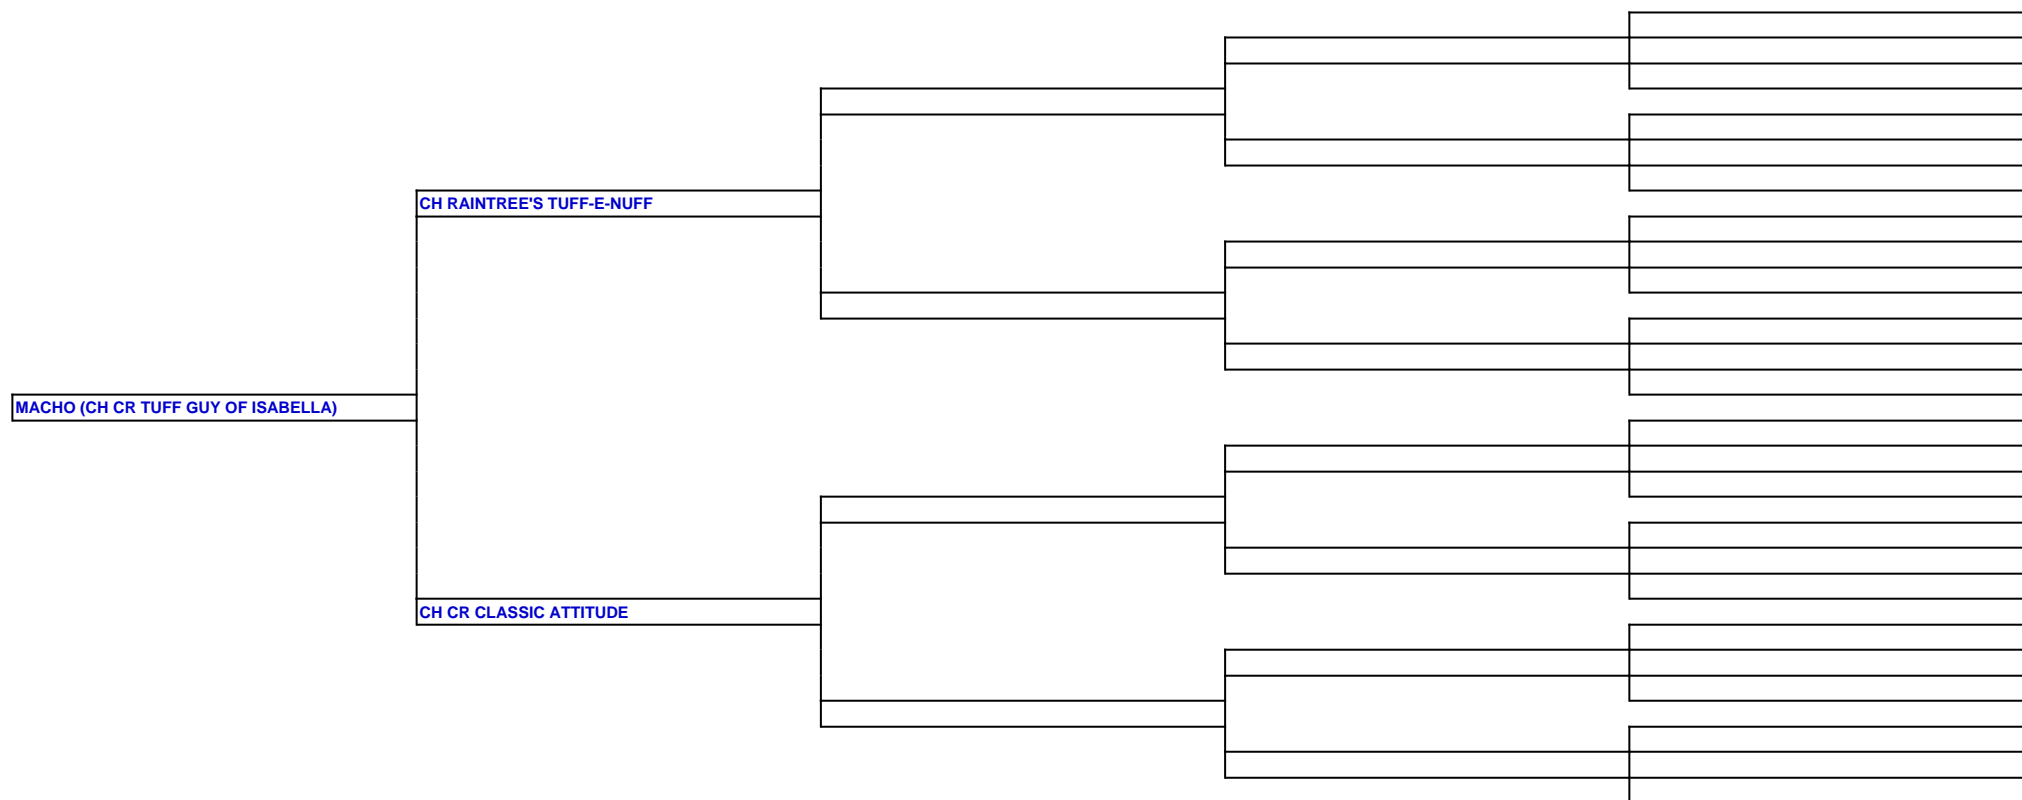 CH RAINTREE'S TUFF-E-NUFF
MACHO (CH CR TUFF GUY OF ISABELLA)
CH CR CLASSIC ATTITUDE